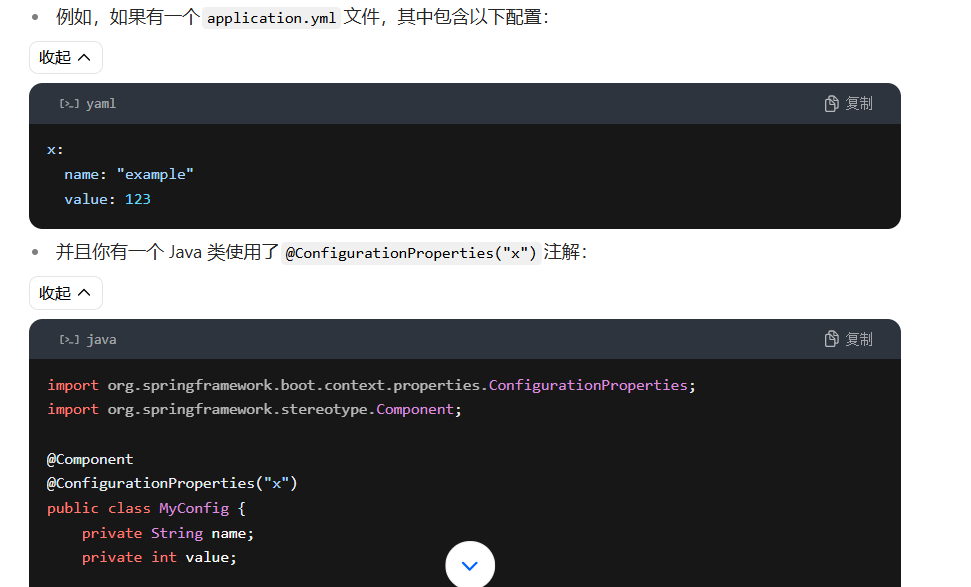 例如，如果有一个 application.yml 文件，其中包含以下配置：
收起
[>_] yaml 复制
x:
  name: "example"
  value: 123
并且你有一个 Java 类使用了 @ConfigurationProperties("x") 注解：
收起
[>_] java 复制
import org.springframework.boot.context.properties.ConfigurationProperties;
import org.springframework.stereotype.Component;
@Component
@ConfigurationProperties("x")
public class MyConfig {
    private String name;
    private int value;